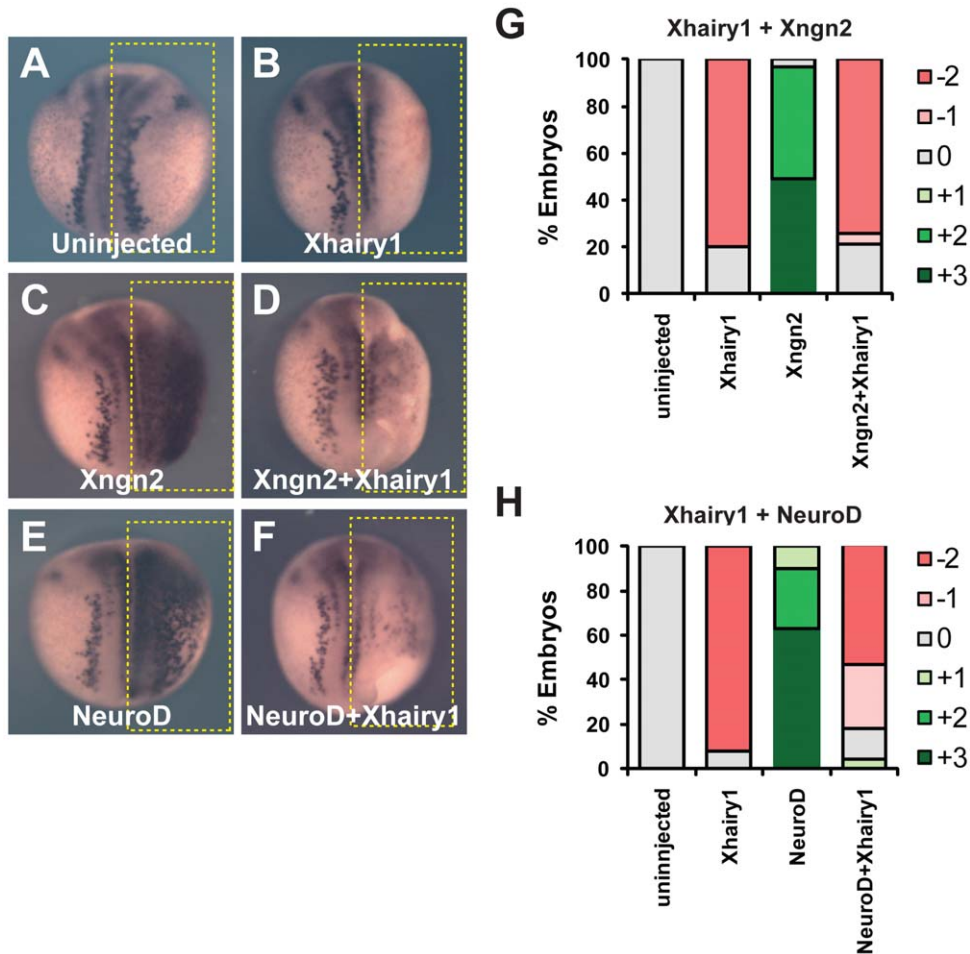 A
Uninjected
B
Xhairy1
C
Xngn2
D
Xngn2+Xhairy1
E
NeuroD
F
NeuroD+Xhairy1
G
Xhairy1 + Xngn2
% Embryos
100
80
60
40
20
0
uninjected
Xhairy1
Xngn2
Xngn2+Xhairy1
-2
-1
0
+1
+2
+3
H
Xhairy1 + NeuroD
% Embryos
100
80
60
40
20
0
uninnjected
Xhairy1
NeuroD
NeuroD+Xhairy1
-2
-1
0
+1
+2
+3